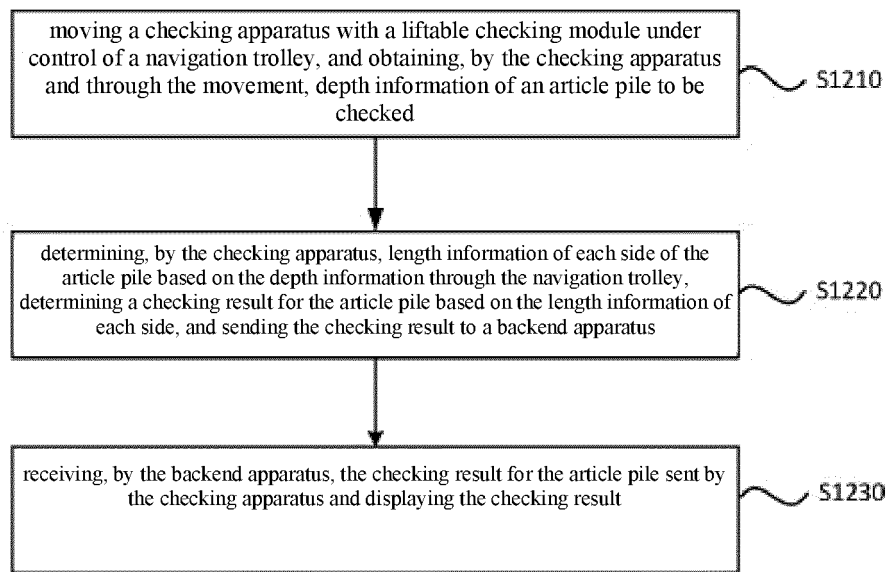 moving a checking apparatus with a liftable checking module under
control of a navigation trolley, and obtaining, by the checking apparatus
and through the movement, depth information of an article pile to be
checked
S1210
determining, by the checking apparatus, length information of each side of the
article pile based on the depth information through the navigation trolley,
determining a checking result for the article pile based on the length information of
each side, and sending the checking result to a backend apparatus
S1220
receiving, by the backend apparatus, the checking result for the article pile sent by
the checking apparatus and displaying the checking result
S1230